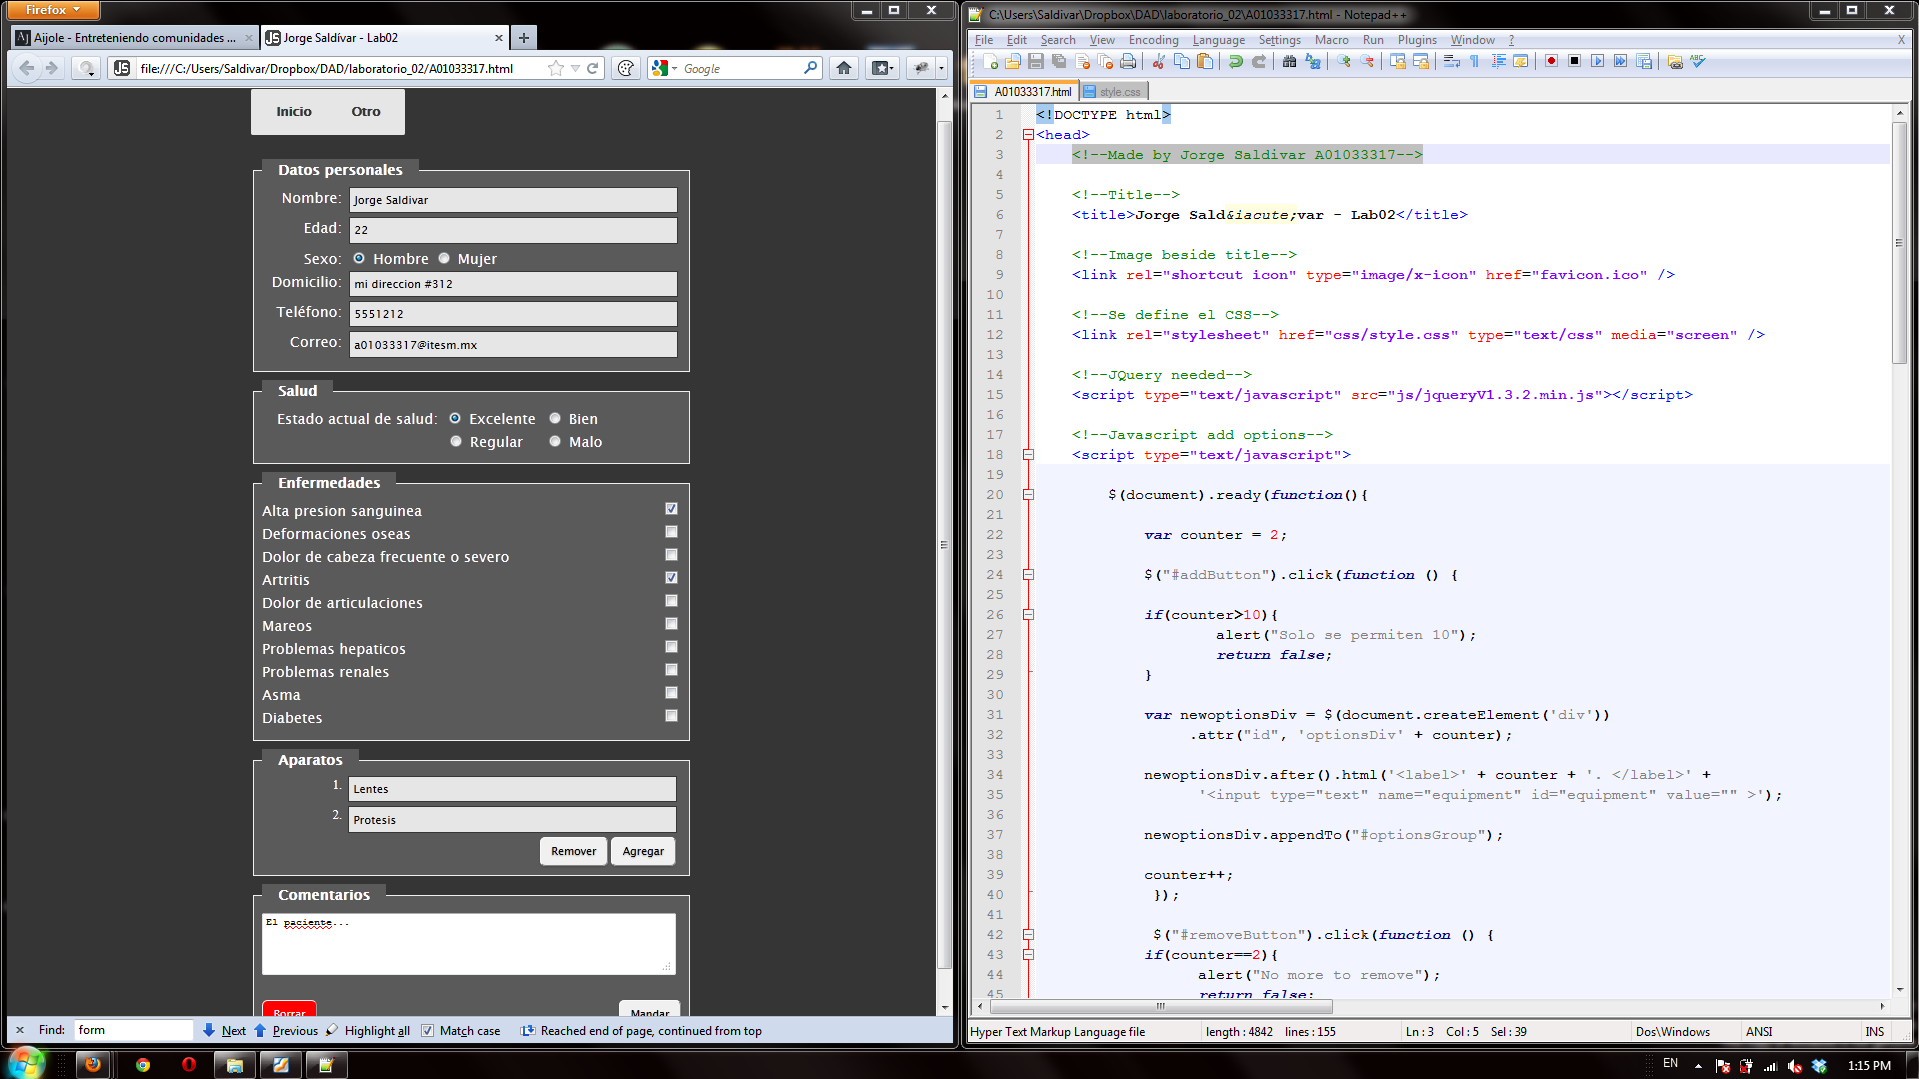 Firefox
Aijole - Entreteniendo comunidades ...
Jorge Saldívar - Lab02
file:///C:/Users/Saldivar/Dropbox/DAD/laboratorio_02/A01033317.html
Google
Inicio Otro
Datos personales
Nombre: Jorge Saldivar
Edad: 22
Sexo: Hombre Mujer
Domicilio: mi direccion #312
Teléfono: 5551212
Correo: a01033317@itesm.mx
Salud
Estado actual de salud: Excelente Bien
Regular Malo
Enfermedades
Alta presion sanguinea
Deformaciones oseas
Dolor de cabeza frecuente o severo
Artritis
Dolor de articulaciones
Mareos
Problemas hepaticos
Problemas renales
Asma
Diabetes
Aparatos
1. Lentes
2. Protesis
Remover Agregar
Comentarios
El paciente...
Borrar Mandar
Find: form Next Previous Highlight all Match case Reached end of page, continued from top
C:\Users\Saldivar\Dropbox\DAD\laboratorio_02\A01033317.html - Notepad++
File Edit Search View Encoding Language Settings Macro Run Plugins Window ? X
A01033317.html style.css
1 <!DOCTYPE html>
2 <head>
3 <!--Made by Jorge Saldivar A01033317-->
4
5 <!--Title-->
6 <title>Jorge Sald&iacute;var - Lab02</title>
7
8 <!--Image beside title-->
9 <link rel="shortcut icon" type="image/x-icon" href="favicon.ico" />
10
11 <!--Se define el CSS-->
12 <link rel="stylesheet" href="css/style.css" type="text/css" media="screen" />
13
14 <!--JQuery needed-->
15 <script type="text/javascript" src="js/jqueryV1.3.2.min.js"></script>
16
17 <!--Javascript add options-->
18 <script type="text/javascript">
19
20 $(document).ready(function(){
21
22 var counter = 2;
23
24 $("#addButton").click(function () {
25
26 if(counter>10){
27 alert("Solo se permiten 10");
28 return false;
29 }
30
31 var newoptionsDiv = $(document.createElement('div'))
32 .attr("id", 'optionsDiv' + counter);
33
34 newoptionsDiv.after().html('<label>' + counter + '. </label>' +
35 '<input type="text" name="equipment" id="equipment" value="" >');
36
37 newoptionsDiv.appendTo("#optionsGroup");
38
39 counter++;
40 });
41
42 $("#removeButton").click(function () {
43 if(counter==2){
44 alert("No more to remove");
45 return false;
Hyper Text Markup Language file length : 4842 lines : 155 Ln : 3 Col : 5 Sel : 39 Dos\Windows ANSI INS
EN 1:15 PM